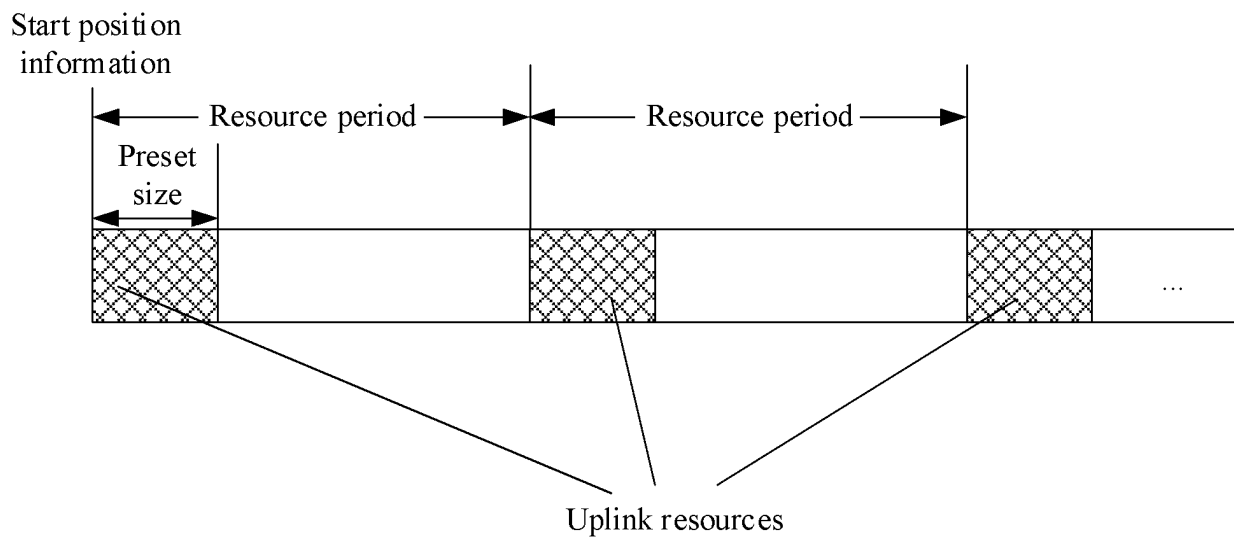 Start position
information
Resource period
Resource period
Preset
size
...
Uplink resources